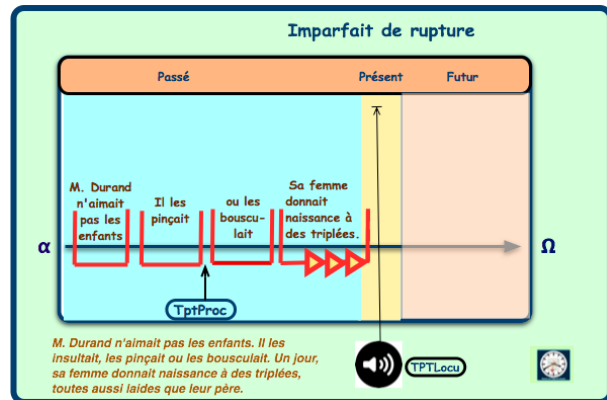 Imparfait de rupture
Passé
Présent
Futur
M. Durand
n'aimait
pas les
enfants
Il les
pinçait
ou les
bouscu-
lait
Sa femme
donnait
naissance à
des triplées.
α
Ω
TptProc
TPTLocu
M. Durand n'aimait pas les enfants. Il les
insultait, les pinçait ou les bousculait. Un jour,
sa femme donnait naissance à des triplées,
toutes aussi laides que leur père.